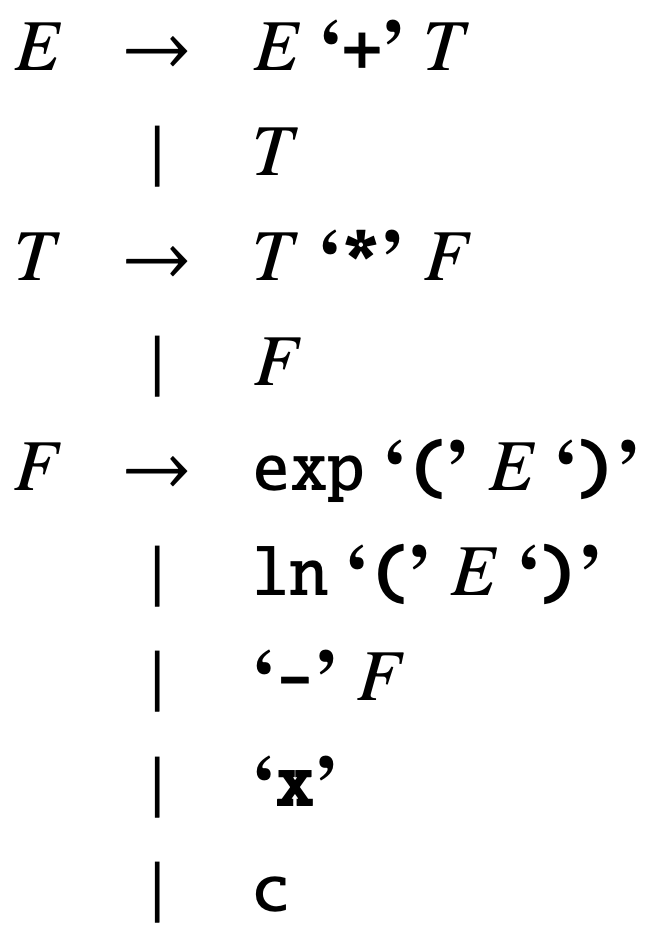 E → E ‘+’ T
| T
T → T ‘*’ F
| F
F → exp ‘(’ E ‘)’
| ln ‘(’ E ‘)’
| ‘-’ F
| ‘x’
| c